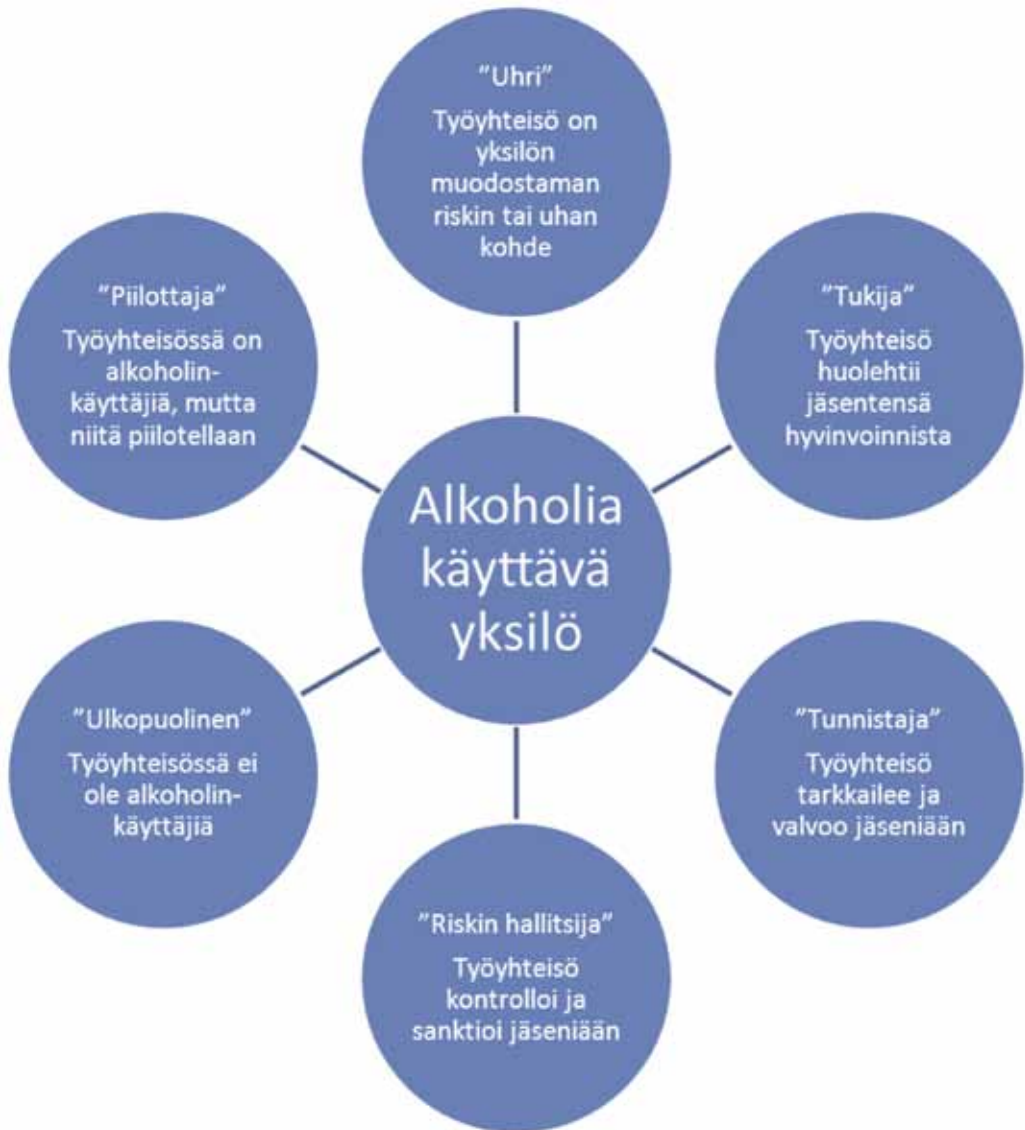 "Uhri"
Työyhteisö on
yksilön
muodostaman
riskin tai uhan
kohde
"Tukija"
Työyhteisö
huolehtii
jäsentensä
hyvinvoinnista
"Tunnistaja"
Työyhteisö
tarkkailee ja
valvoo jäseniään
"Riskin hallitsija"
Työyhteisö
kontrolloi ja
sanktioi jäseniään
"Ulkopuolinen"
Työyhteisössä ei
ole alkoholin-
käyttäjiä
"Piilottaja"
Työyhteisössä on
alkoholin-
käyttäjiä, mutta
niitä piilotellaan
Alkoholia
käyttävä
yksilö